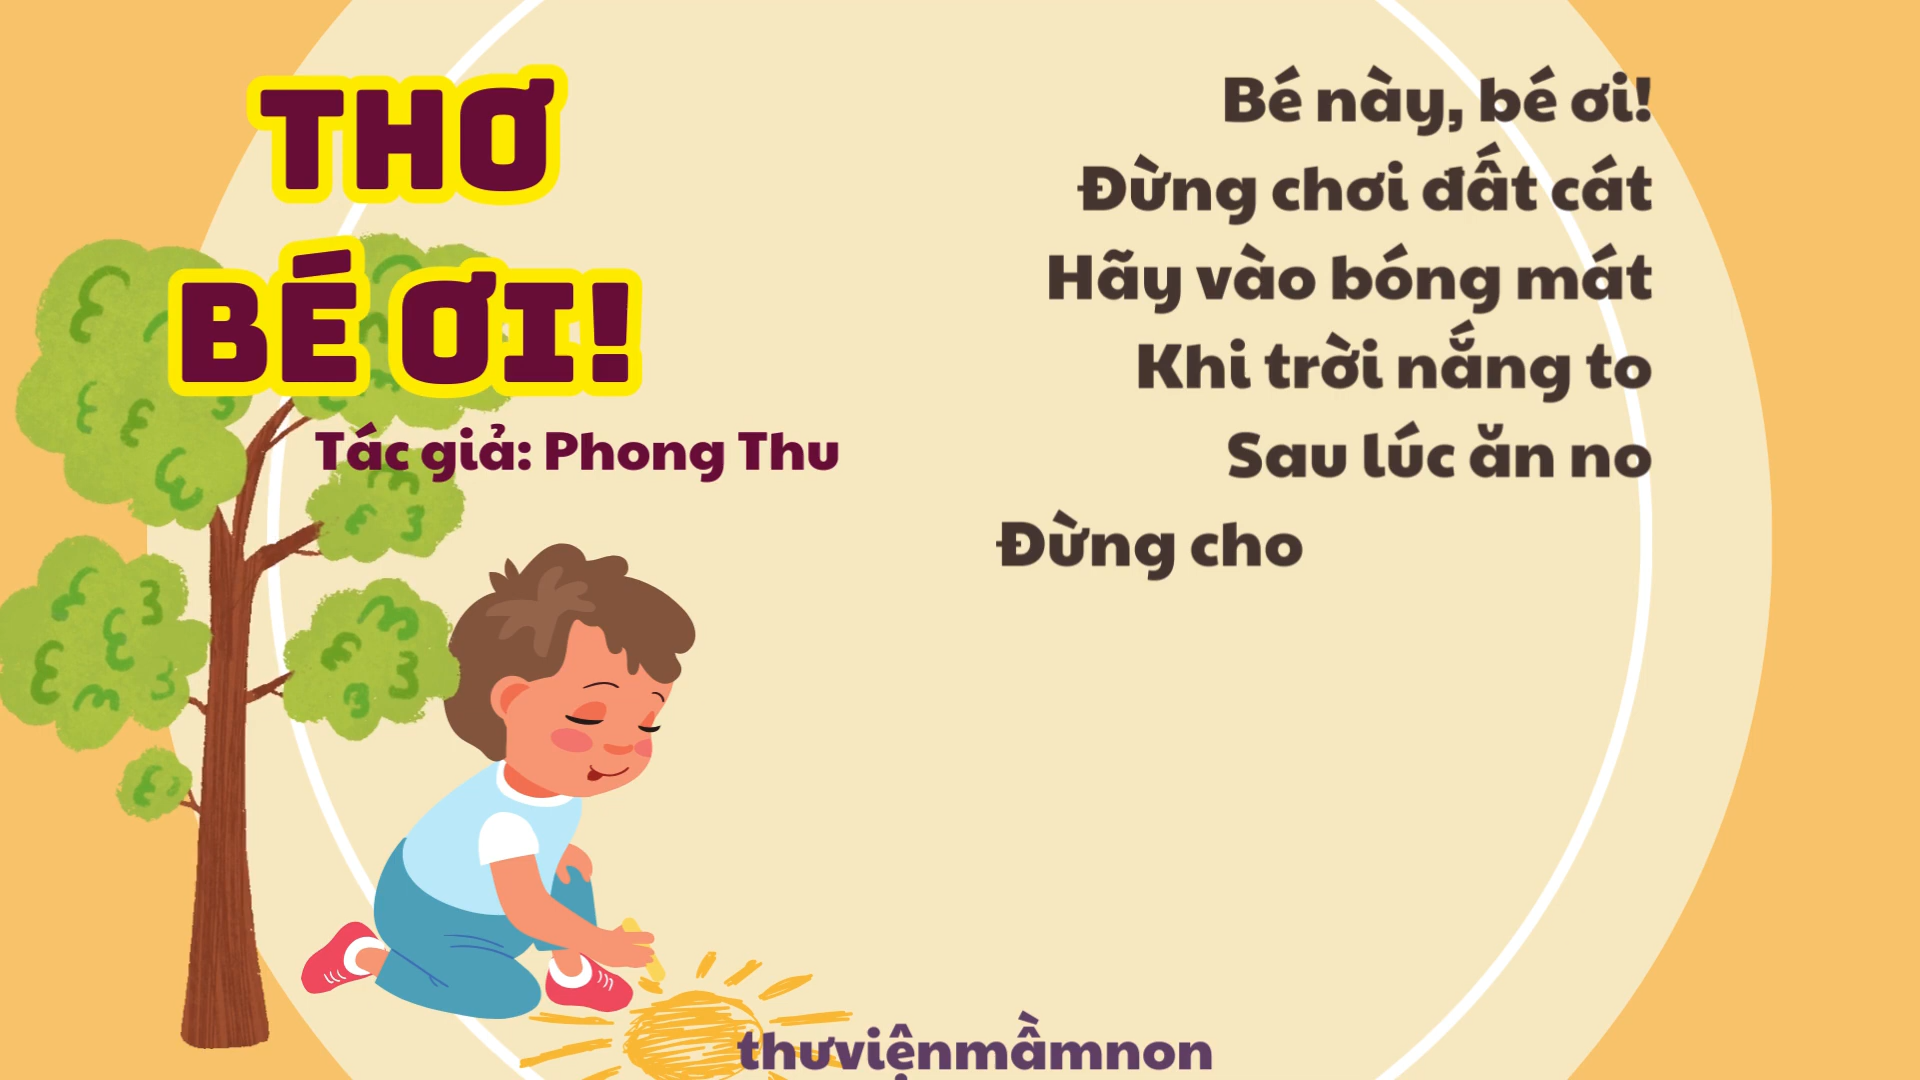 THƠ
BÉ ƠI!
Tác giả: Phong Thu
Bé này, bé ơi!
Đừng chơi đất cát
Hãy vào bóng mát
Khi trời nắng to
Sau lúc ăn no
Đừng cho
thưviệnmầmnon